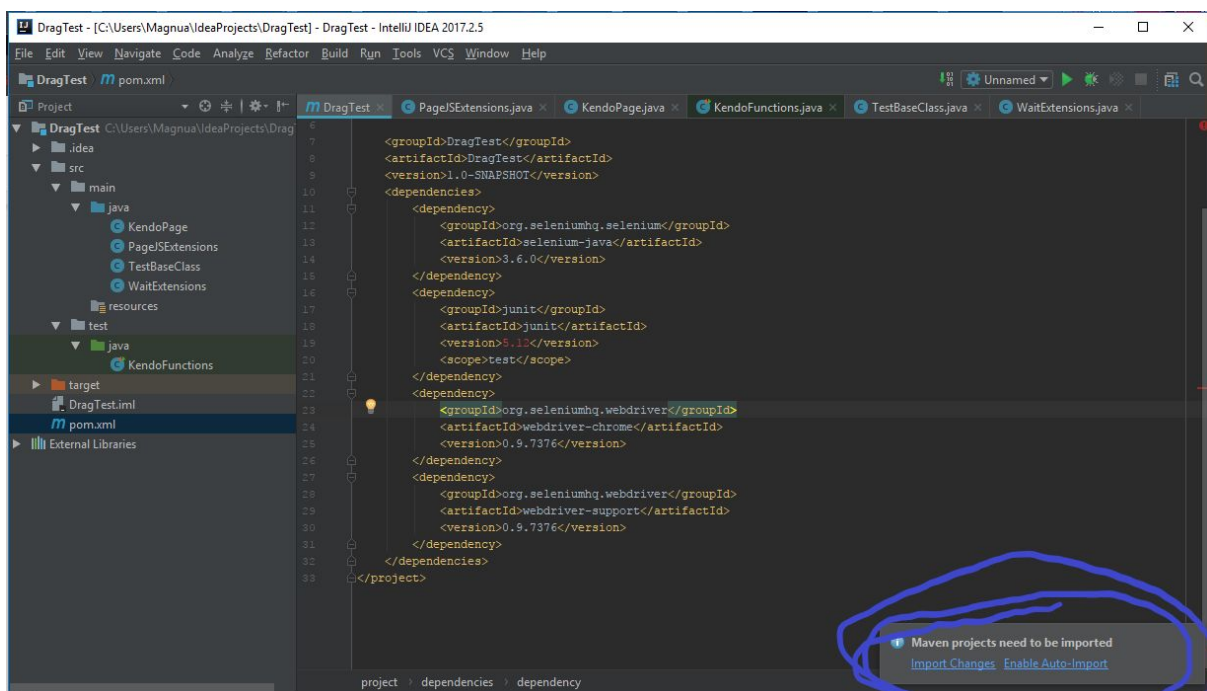 DragTest - [C:\Users\Magnua\IdeaProjects\DragTest] - DragTest - IntelliJ IDEA 2017.2.5
File Edit View Navigate Code Analyze Refactor Build Run Tools VCS Window Help
DragTest m pom.xml
Unnamed
Project
m DragTest PageJSExtensions.java KendoPage.java KendoFunctions.java TestBaseClass.java WaitExtensions.java
DragTest C:\Users\Magnua\IdeaProjects\Drag
.idea
src
main
java
KendoPage
PageJSExtensions
TestBaseClass
WaitExtensions
resources
test
java
KendoFunctions
target
DragTest.iml
m pom.xml
External Libraries
6
7 <groupId>DragTest</groupId>
8 <artifactId>DragTest</artifactId>
9 <version>1.0-SNAPSHOT</version>
10 <dependencies>
11 <dependency>
12 <groupId>org.seleniumhq.selenium</groupId>
13 <artifactId>selenium-java</artifactId>
14 <version>3.6.0</version>
15 </dependency>
16 <dependency>
17 <groupId>junit</groupId>
18 <artifactId>junit</artifactId>
19 <version>5.12</version>
20 <scope>test</scope>
21 </dependency>
22 <dependency>
23 <groupId>org.seleniumhq.webdriver</groupId>
24 <artifactId>webdriver-chrome</artifactId>
25 <version>0.9.7376</version>
26 </dependency>
27 <dependency>
28 <groupId>org.seleniumhq.webdriver</groupId>
29 <artifactId>webdriver-support</artifactId>
30 <version>0.9.7376</version>
31 </dependency>
32 </dependencies>
33 </project>
Maven projects need to be imported
Import Changes Enable Auto-Import
project dependencies dependency